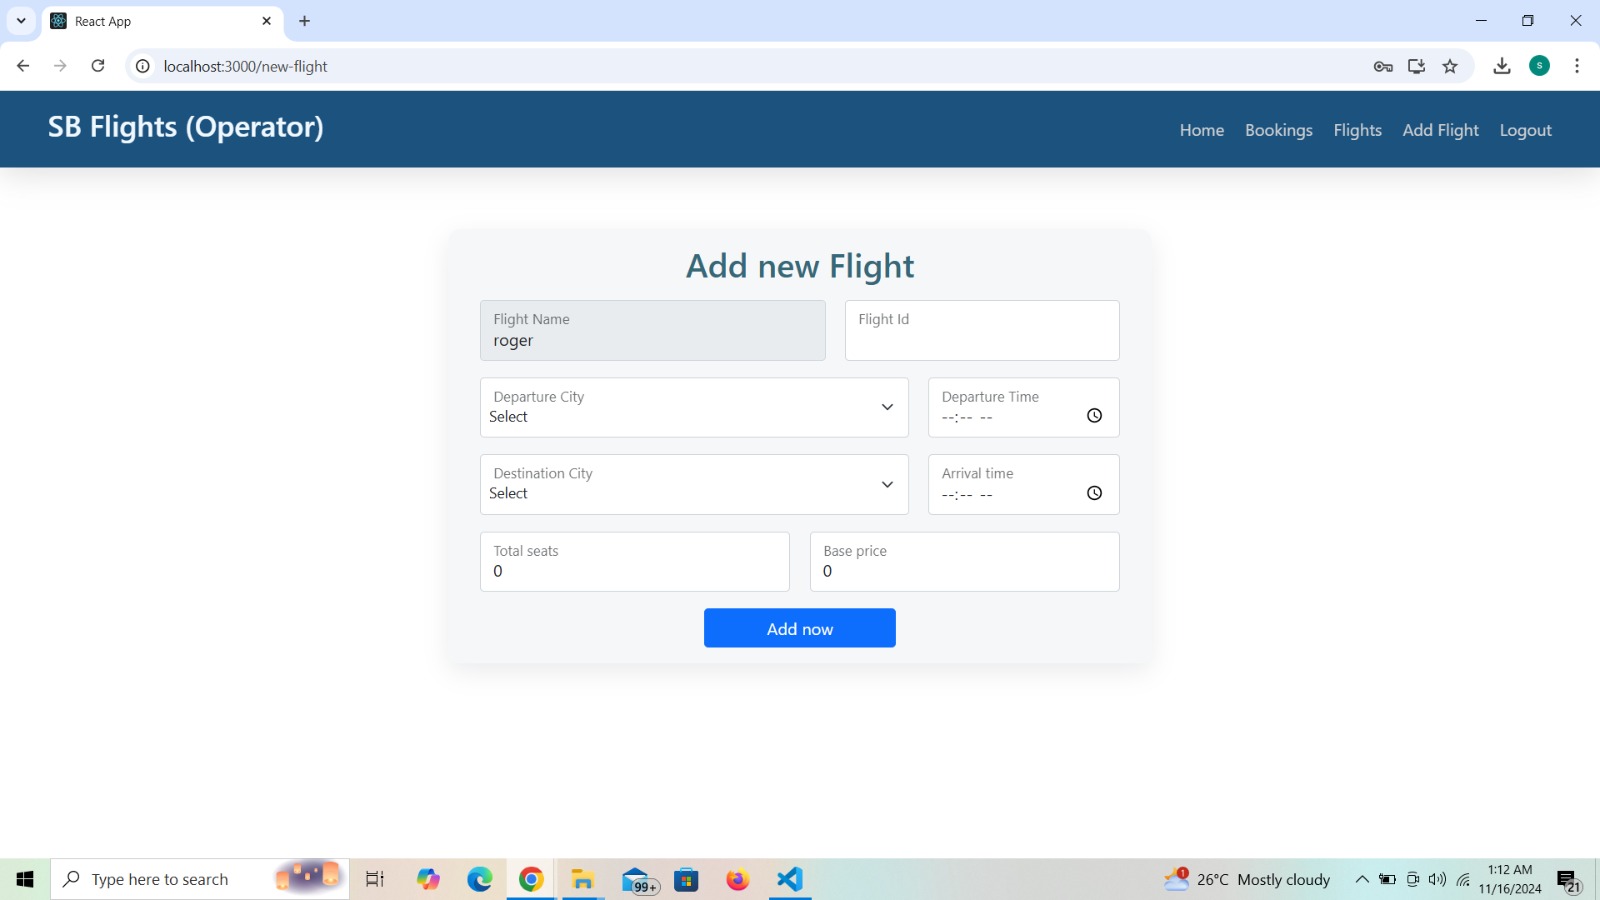 React App
localhost:3000/new-flight
S
SB Flights (Operator)
Home Bookings Flights Add Flight Logout
Add new Flight
Flight Name
roger
Flight Id
Departure City
Select
Departure Time
--:-- --
Destination City
Select
Arrival time
--:-- --
Total seats
0
Base price
0
Add now
Type here to search
99+
1
26°C Mostly cloudy
1:12 AM
11/16/2024
21